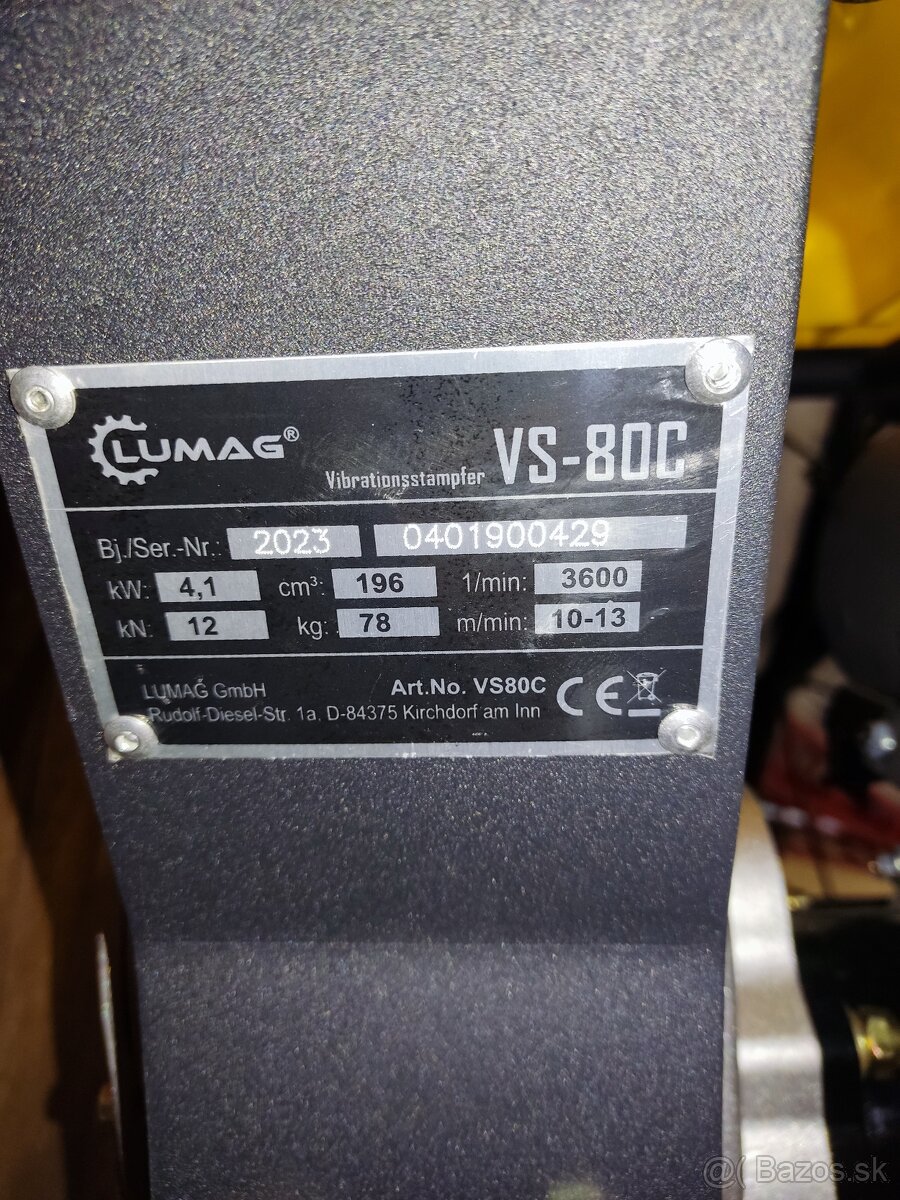 LUMAG®
Vibrationsstampfer VS-80C
Bj./Ser.-Nr.: 2023 0401900429
kW: 4,1 cm³: 196 1/min: 3600
kN: 12 kg: 78 m/min: 10-13
LUMAG GmbH Art.No. VS80C CE
Rudolf-Diesel-Str. 1a, D-84375 Kirchdorf am Inn
@( Bazos.sk